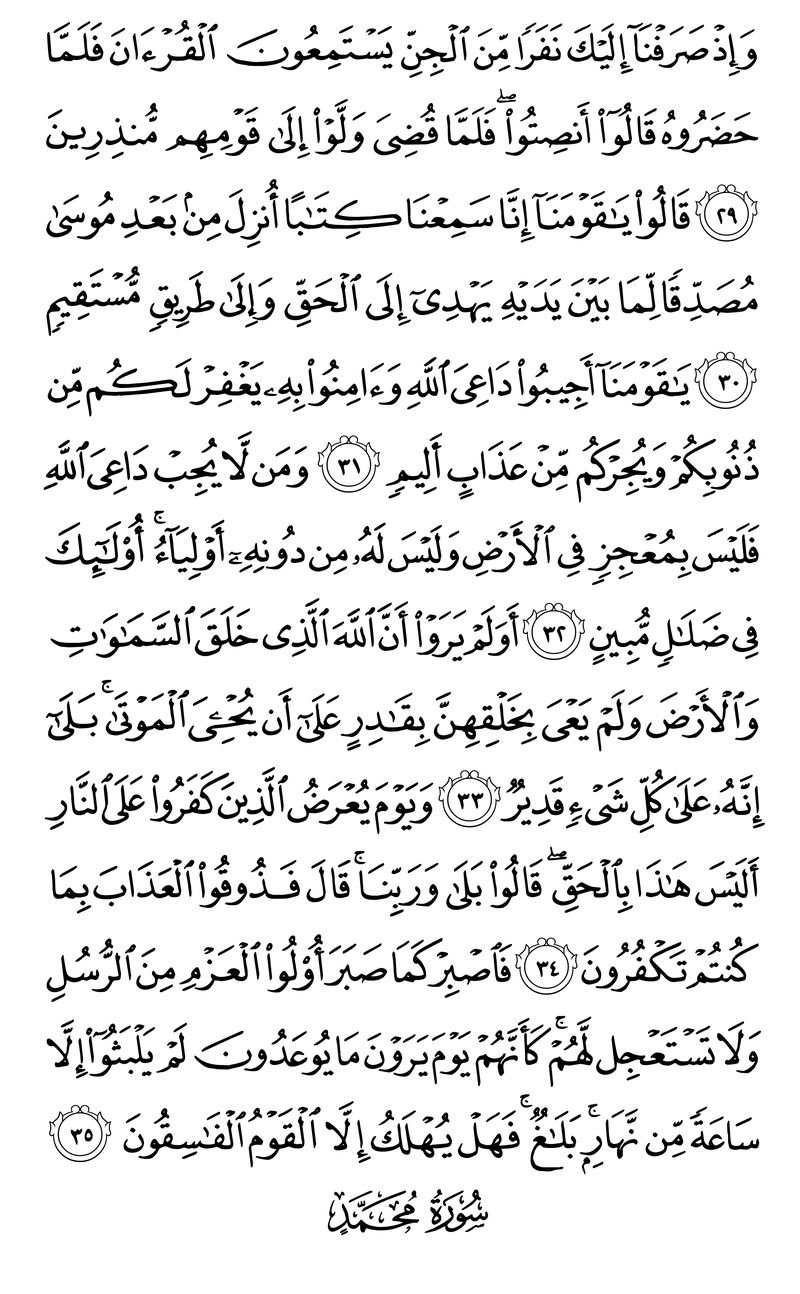 وَإِذْ صَرَفْنَآ إِلَيْكَ نَفَرًا مِّنَ ٱلْجِنِّ يَسْتَمِعُونَ ٱلْقُرْءَانَ فَلَمَّا
حَضَرُوهُ قَالُوٓا۟ أَنصِتُوا۟ ۖ فَلَمَّا قُضِىَ وَلَّوْا۟ إِلَىٰ قَوْمِهِم مُّنذِرِينَ
٢٩ قَالُوا۟ يَـٰقَوْمَنَآ إِنَّا سَمِعْنَا كِتَـٰبًا أُنزِلَ مِنۢ بَعْدِ مُوسَىٰ
مُصَدِّقًا لِّمَا بَيْنَ يَدَيْهِ يَهْدِىٓ إِلَى ٱلْحَقِّ وَإِلَىٰ طَرِيقٍ مُّسْتَقِيمٍ
٣٠ يَـٰقَوْمَنَآ أَجِيبُوا۟ دَاعِىَ ٱللَّهِ وَءَامِنُوا۟ بِهِۦ يَغْفِرْ لَكُم مِّن
ذُنُوبِكُمْ وَيُجِرْكُم مِّنْ عَذَابٍ أَلِيمٍ ٣١ وَمَن لَّا يُجِبْ دَاعِىَ ٱللَّهِ
فَلَيْسَ بِمُعْجِزٍ فِى ٱلْأَرْضِ وَلَيْسَ لَهُۥ مِن دُونِهِۦٓ أَوْلِيَآءُ ۚ أُو۟لَـٰٓئِكَ
فِى ضَلَـٰلٍ مُّبِينٍ ٣٢ أَوَلَمْ يَرَوْا۟ أَنَّ ٱللَّهَ ٱلَّذِى خَلَقَ ٱلسَّمَـٰوَٰتِ
وَٱلْأَرْضَ وَلَمْ يَعْىَ بِخَلْقِهِنَّ بِقَـٰدِرٍ عَلَىٰٓ أَن يُحْـِۧىَ ٱلْمَوْتَىٰ ۚ بَلَىٰٓ
إِنَّهُۥ عَلَىٰ كُلِّ شَىْءٍ قَدِيرٌ ٣٣ وَيَوْمَ يُعْرَضُ ٱلَّذِينَ كَفَرُوا۟ عَلَى ٱلنَّارِ
أَلَيْسَ هَـٰذَا بِٱلْحَقِّ ۖ قَالُوا۟ بَلَىٰ وَرَبِّنَا ۚ قَالَ فَذُوقُوا۟ ٱلْعَذَابَ بِمَا
كُنتُمْ تَكْفُرُونَ ٣٤ فَٱصْبِرْ كَمَا صَبَرَ أُو۟لُوا۟ ٱلْعَزْمِ مِنَ ٱلرُّسُلِ
وَلَا تَسْتَعْجِل لَّهُمْ ۚ كَأَنَّهُمْ يَوْمَ يَرَوْنَ مَا يُوعَدُونَ لَمْ يَلْبَثُوٓا۟ إِلَّا
سَاعَةً مِّن نَّهَارٍۭ ۚ بَلَـٰغٌ ۚ فَهَلْ يُهْلَكُ إِلَّا ٱلْقَوْمُ ٱلْفَـٰسِقُونَ ٣٥
سُورَةُ مُحَمَّدٍ